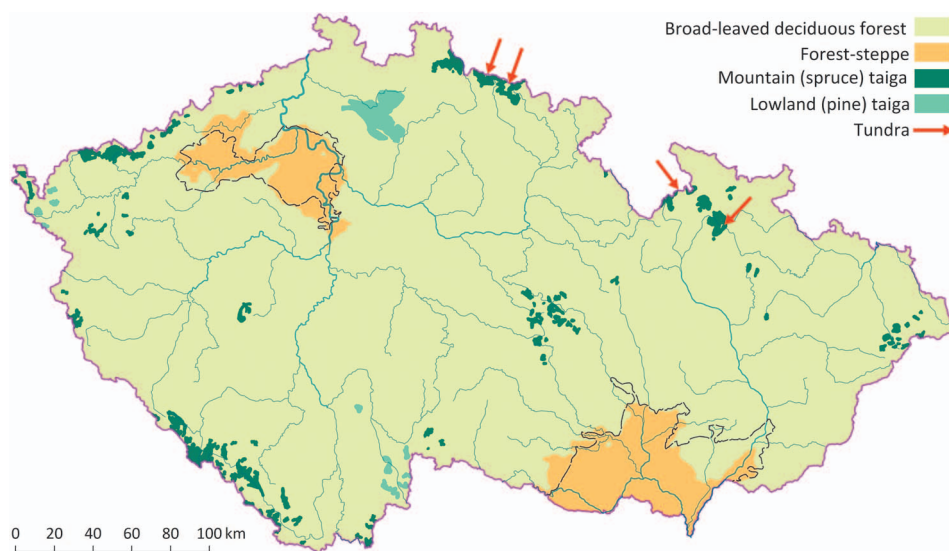 Broad-leaved deciduous forest
Forest-steppe
Mountain (spruce) taiga
Lowland (pine) taiga
Tundra
0 20 40 60 80 100 km